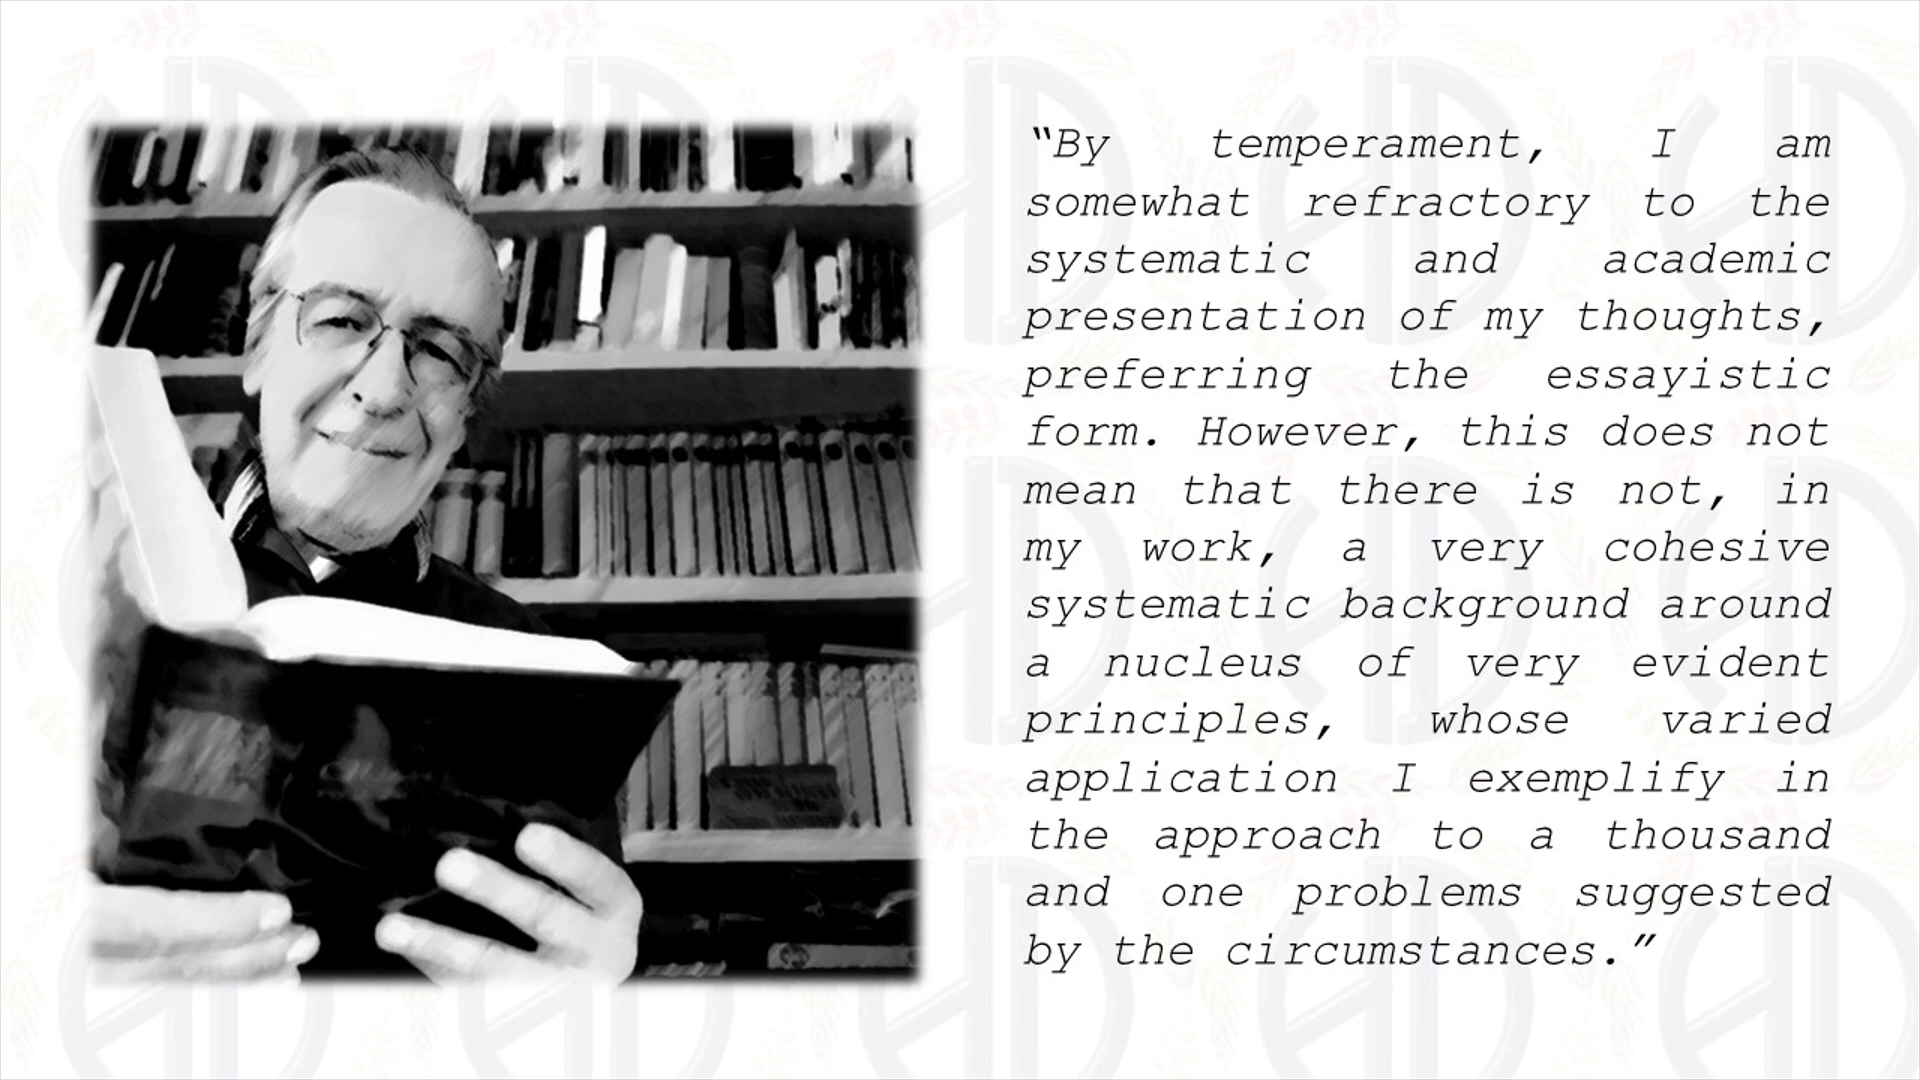 “By temperament, I am
somewhat refractory to the
systematic and academic
presentation of my thoughts,
preferring the essayistic
form. However, this does not
mean that there is not, in
my work, a very cohesive
systematic background around
a nucleus of very evident
principles, whose varied
application I exemplify in
the approach to a thousand
and one problems suggested
by the circumstances.”